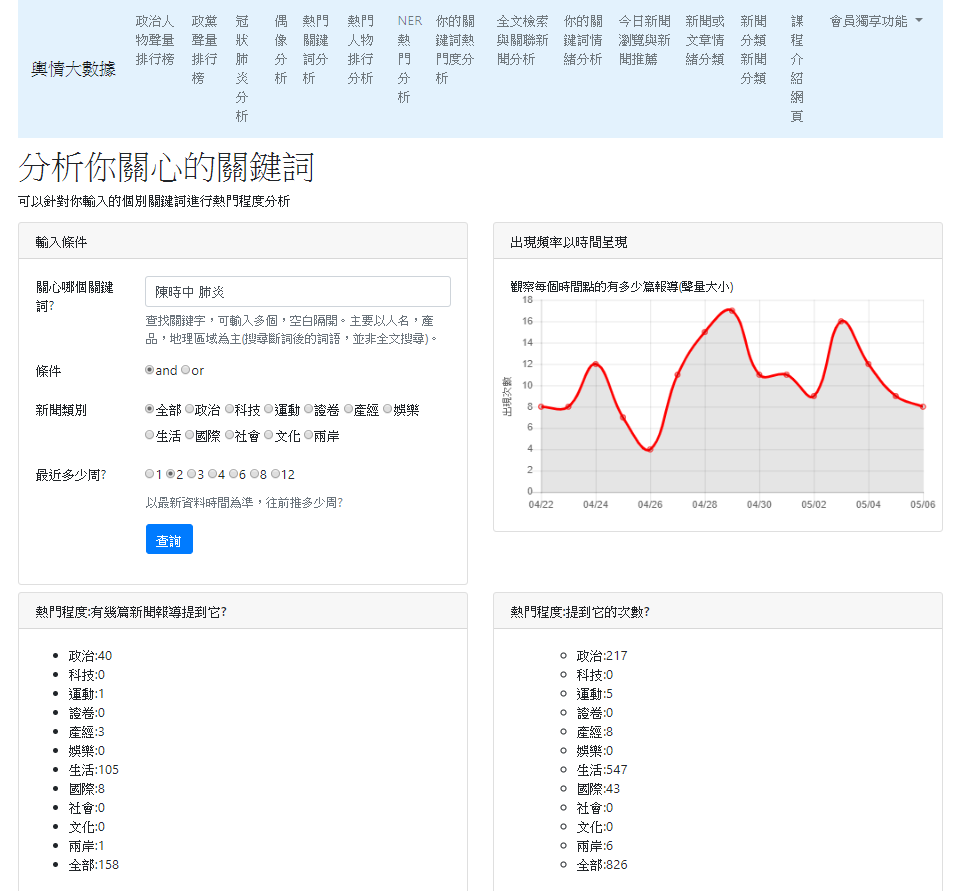 輿情大數據
政治人
物聲量
排行榜
政黨
聲量
排行
榜
冠
狀
肺
炎
分
析
偶
像
分
析
熱門
關鍵
詞分
析
熱門
人物
排行
分析
NER
熱
門
分
析
你的關
鍵詞熱
門度分
析
全文檢索
與關聯新
聞分析
你的關
鍵詞情
緒分析
今日新聞
瀏覽與新
聞推薦
新聞或
文章情
緒分類
新聞
分類
新聞
分類
課
程
介
紹
網
頁
會員獨享功能
分析你關心的關鍵詞
可以針對你輸入的個別關鍵詞進行熱門程度分析
輸入條件
關心哪個關鍵
詞?
陳時中 肺炎
查找關鍵字，可輸入多個，空白隔開。主要以人名，產
品，地理區域為主(搜尋斷詞後的詞語，並非全文搜尋)。
條件
and or
新聞類別
全部 政治 科技 運動 證卷 產經 娛樂
生活 國際 社會 文化 兩岸
最近多少周?
1 2 3 4 6 8 12
以最新資料時間為準，往前推多少周?
查詢
出現頻率以時間呈現
觀察每個時間點的有多少篇報導(聲量大小)
出現次數
18
16
14
12
10
8
6
4
2
0
04/22 04/24 04/26 04/28 04/30 05/02 05/04 05/06
熱門程度:有幾篇新聞報導提到它?
政治:40
科技:0
運動:1
證卷:0
產經:3
娛樂:0
生活:105
國際:8
社會:0
文化:0
兩岸:1
全部:158
熱門程度:提到它的次數?
政治:217
科技:0
運動:5
證卷:0
產經:8
娛樂:0
生活:547
國際:43
社會:0
文化:0
兩岸:6
全部:826